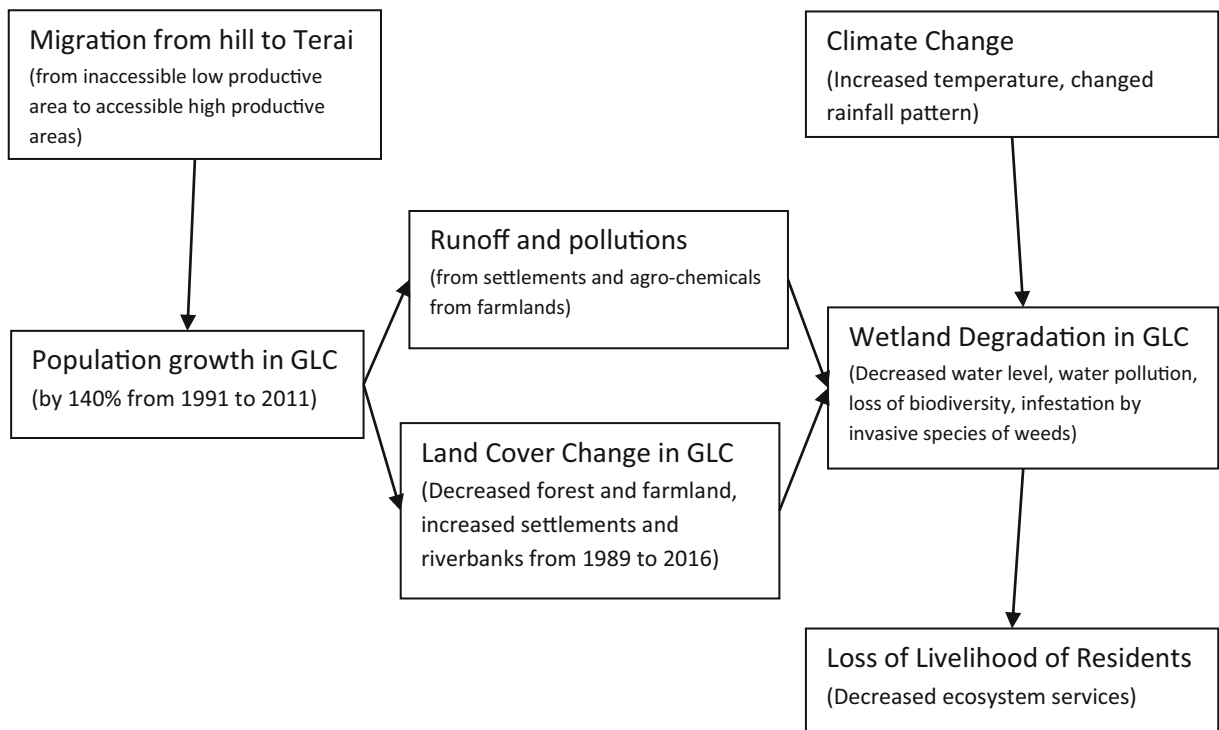 Migration from hill to Terai
(from inaccessible low productive
area to accessible high productive
areas)
Climate Change
(Increased temperature, changed
rainfall pattern)
Runoff and pollutions
(from settlements and agro-chemicals
from farmlands)
Population growth in GLC
(by 140% from 1991 to 2011)
Wetland Degradation in GLC
(Decreased water level, water pollution,
loss of biodiversity, infestation by
invasive species of weeds)
Land Cover Change in GLC
(Decreased forest and farmland,
increased settlements and
riverbanks from 1989 to 2016)
Loss of Livelihood of Residents
(Decreased ecosystem services)